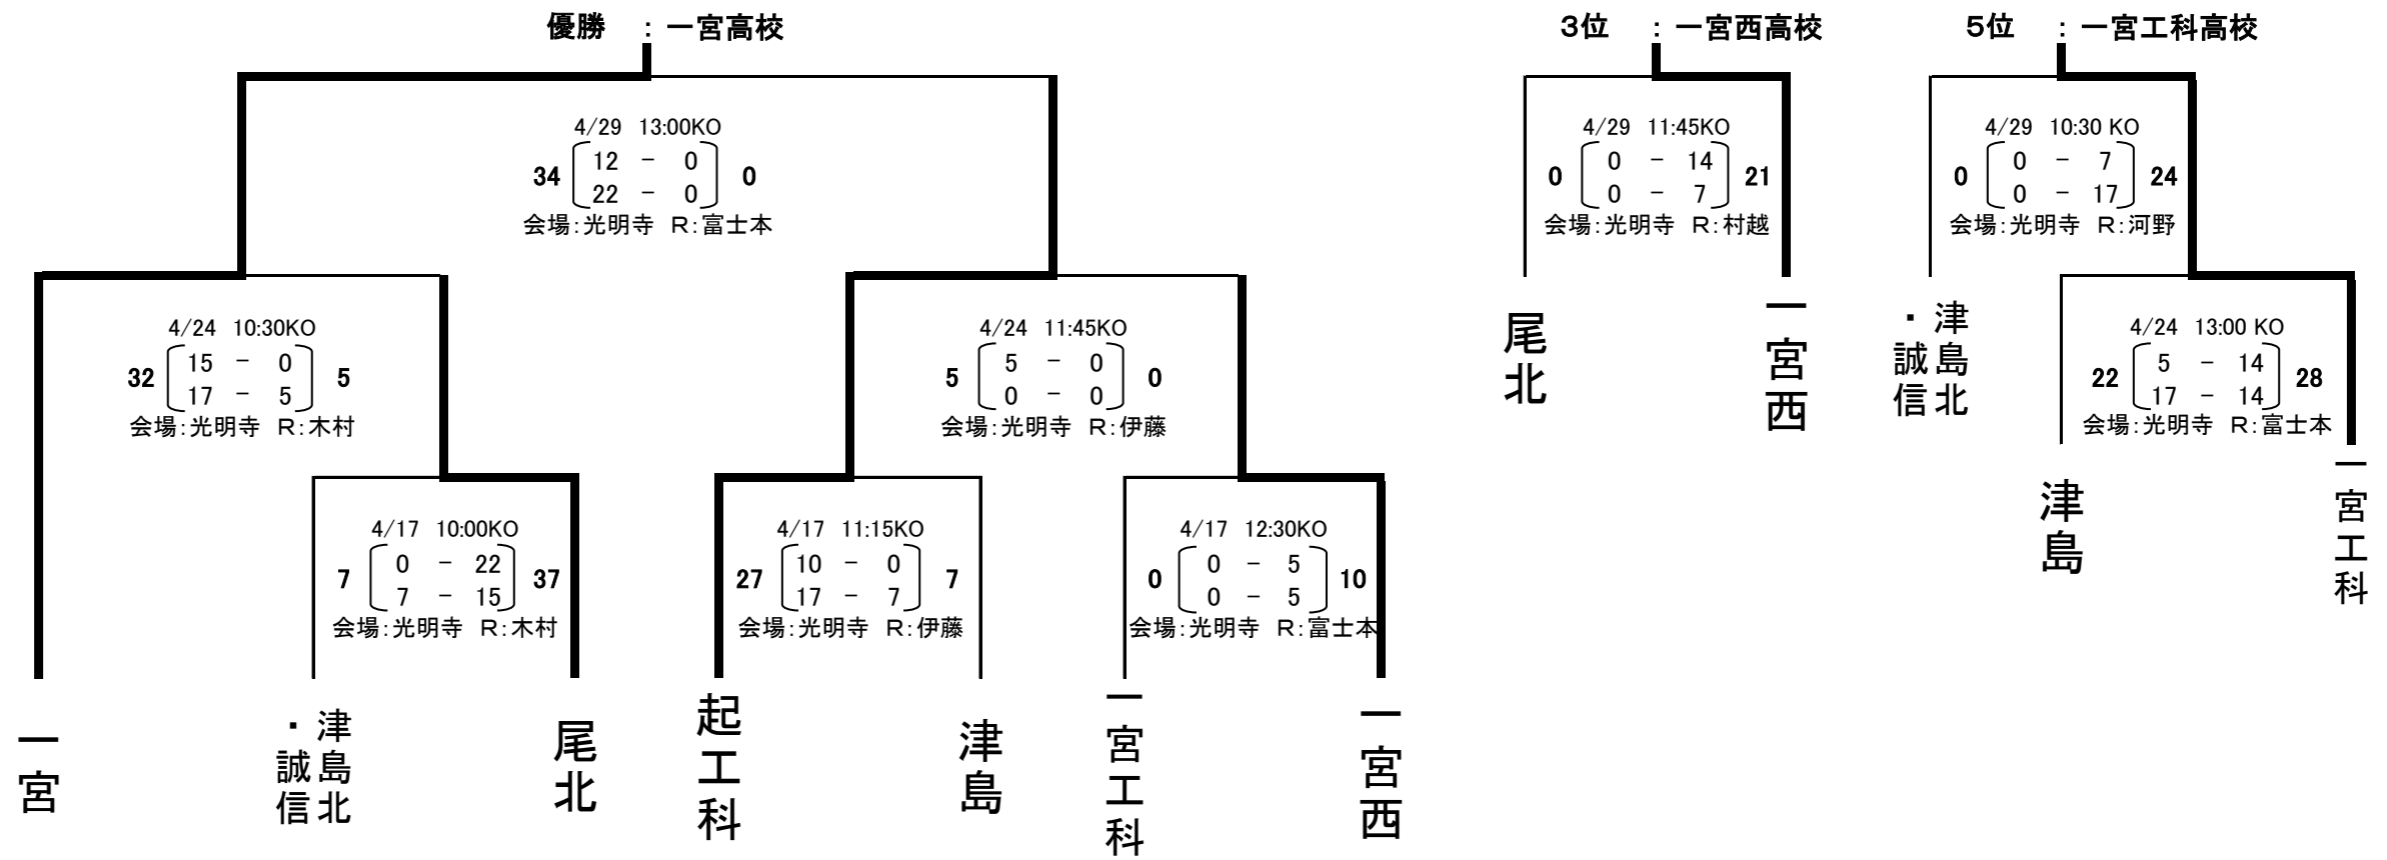 優勝 : 一宮高校
4/29 13:00KO
34 12 - 0 0
22 - 0
会場:光明寺 R:富士本
4/24 10:30KO
32 15 - 0 5
17 - 5
会場:光明寺 R:木村
4/24 11:45KO
5 5 - 0 0
0 - 0
会場:光明寺 R:伊藤
4/17 10:00KO
7 0 - 22 37
7 - 15
会場:光明寺 R:木村
4/17 11:15KO
27 10 - 0 7
17 - 7
会場:光明寺 R:伊藤
4/17 12:30KO
0 0 - 5 10
0 - 5
会場:光明寺 R:富士本
一宮
津島北
・誠信
尾北
起工科
津島
一宮工科
一宮西
3位 : 一宮西高校
4/29 11:45KO
0 0 - 14 21
0 - 7
会場:光明寺 R:村越
尾北
一宮西
5位 : 一宮工科高校
4/29 10:30 KO
0 0 - 7 24
0 - 17
会場:光明寺 R:河野
津島北
・誠信
4/24 13:00 KO
22 5 - 14 28
17 - 14
会場:光明寺 R:富士本
津島
一宮工科